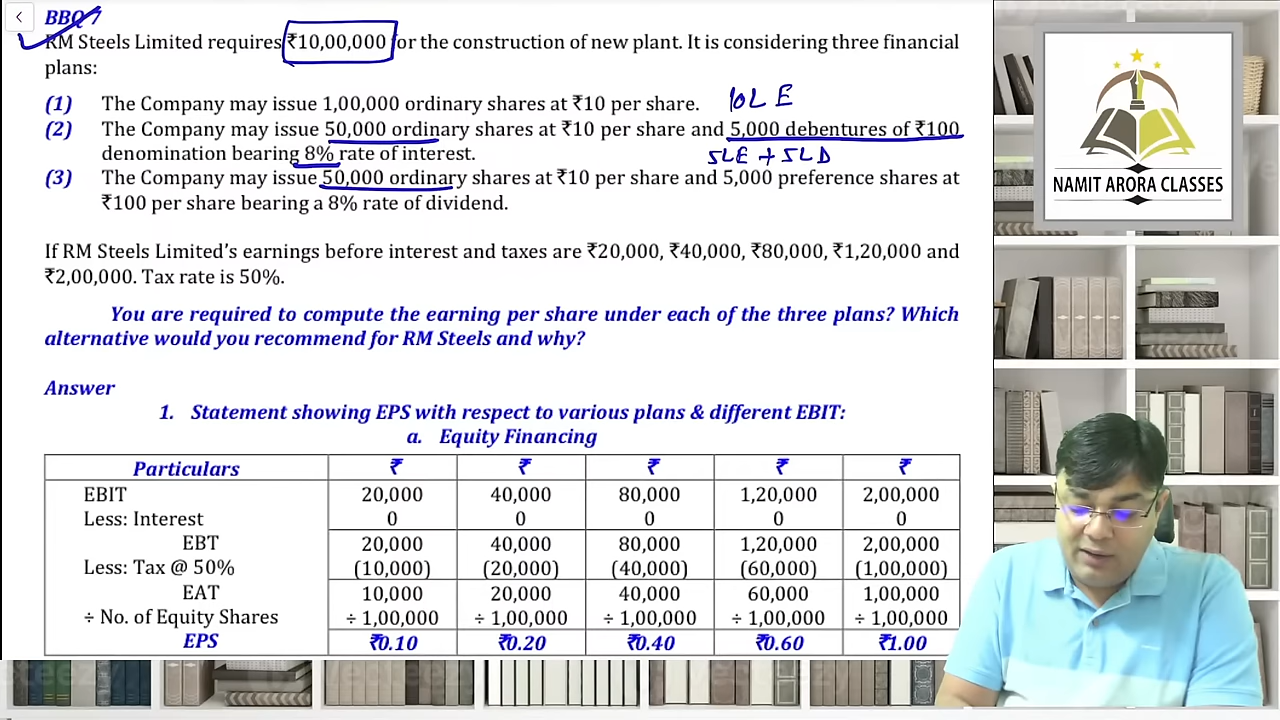 BBQ 7
RM Steels Limited requires ₹10,00,000 for the construction of new plant. It is considering three financial
plans:
(1) The Company may issue 1,00,000 ordinary shares at ₹10 per share. 10L E
(2) The Company may issue 50,000 ordinary shares at ₹10 per share and 5,000 debentures of ₹100
denomination bearing 8% rate of interest. 5LE + 5LD
(3) The Company may issue 50,000 ordinary shares at ₹10 per share and 5,000 preference shares at
₹100 per share bearing a 8% rate of dividend.
If RM Steels Limited's earnings before interest and taxes are ₹20,000, ₹40,000, ₹80,000, ₹1,20,000 and
₹2,00,000. Tax rate is 50%.
You are required to compute the earning per share under each of the three plans? Which
alternative would you recommend for RM Steels and why?
Answer
1. Statement showing EPS with respect to various plans & different EBIT:
a. Equity Financing
Particulars ₹ ₹ ₹ ₹ ₹
EBIT 20,000 40,000 80,000 1,20,000 2,00,000
Less: Interest 0 0 0 0 0
EBT 20,000 40,000 80,000 1,20,000 2,00,000
Less: Tax @ 50% (10,000) (20,000) (40,000) (60,000) (1,00,000)
EAT 10,000 20,000 40,000 60,000 1,00,000
÷ No. of Equity Shares ÷ 1,00,000 ÷ 1,00,000 ÷ 1,00,000 ÷ 1,00,000 ÷ 1,00,000
EPS ₹0.10 ₹0.20 ₹0.40 ₹0.60 ₹1.00
NAMIT ARORA CLASSES